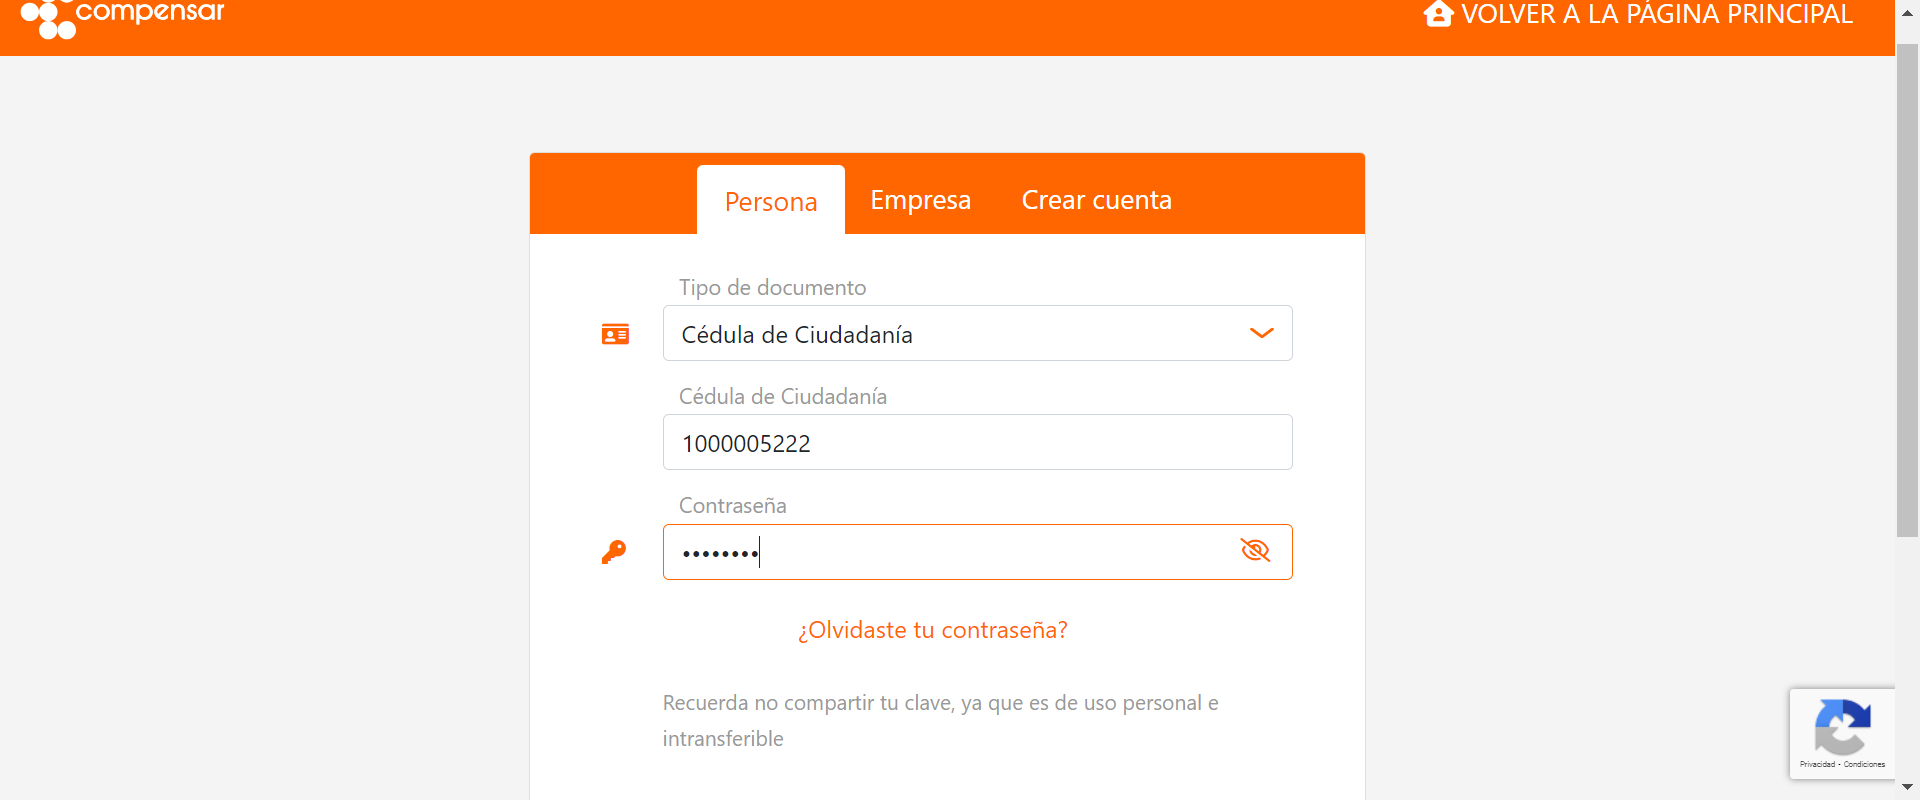 compensar
VOLVER A LA PÁGINA PRINCIPAL
Persona
Empresa
Crear cuenta
Tipo de documento
Cédula de Ciudadanía
Cédula de Ciudadanía
1000005222
Contraseña
••••••••
¿Olvidaste tu contraseña?
Recuerda no compartir tu clave, ya que es de uso personal e
intransferible
Privacidad - Condiciones